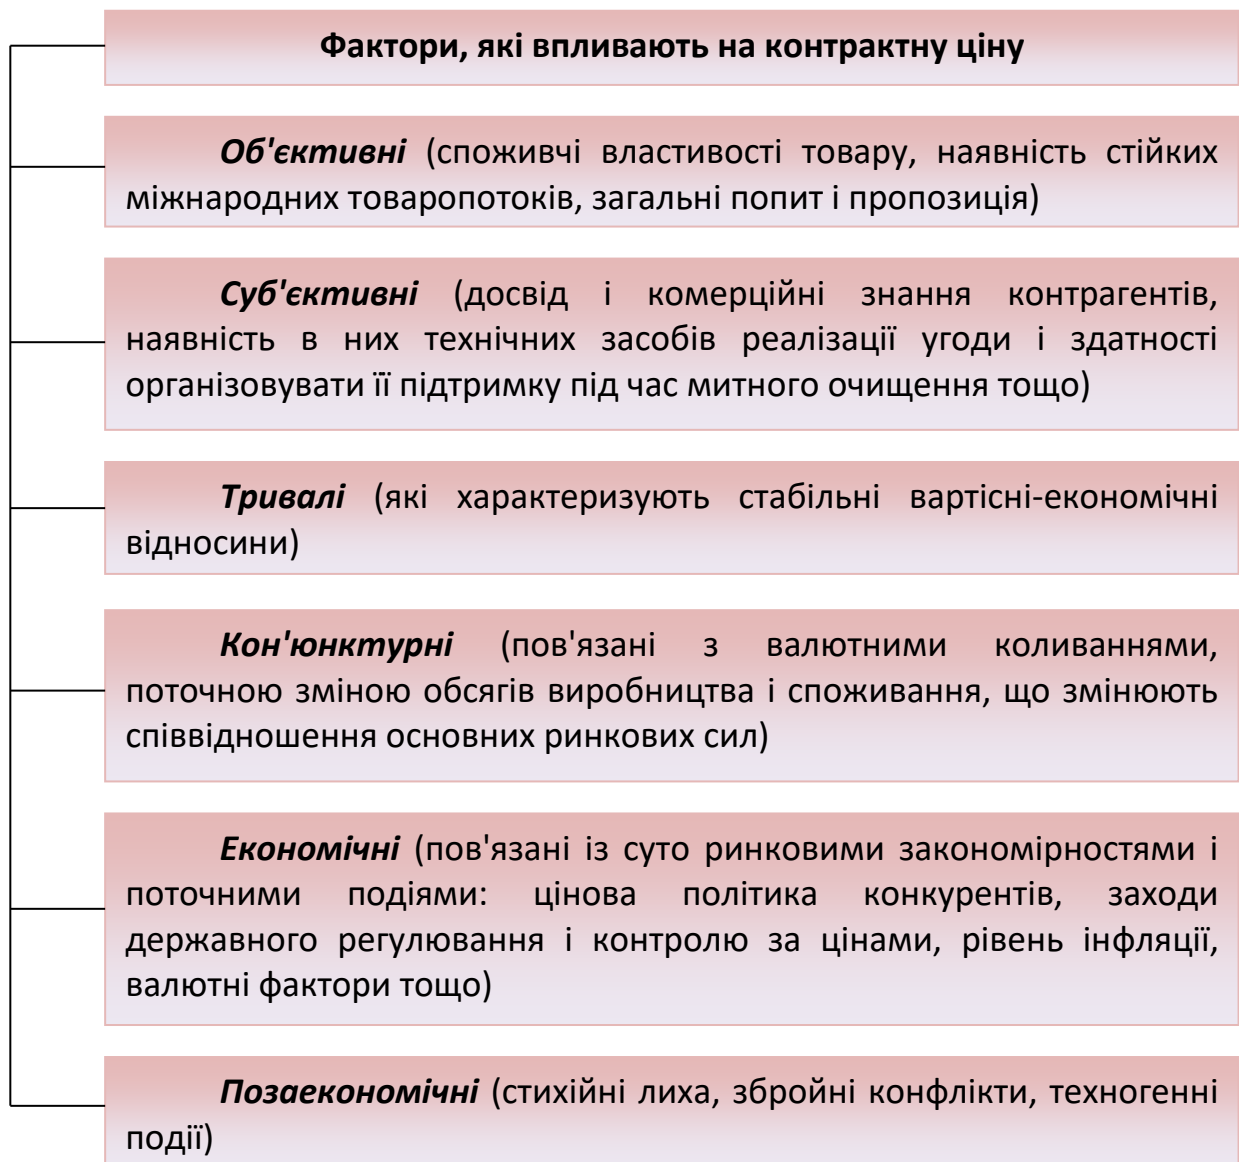 Фактори, які впливають на контрактну ціну
Об'єктивні (споживчі властивості товару, наявність стійких
міжнародних товаропотоків, загальні попит і пропозиція)
Суб'єктивні (досвід і комерційні знання контрагентів,
наявність в них технічних засобів реалізації угоди і здатності
організовувати її підтримку під час митного очищення тощо)
Тривалі (які характеризують стабільні вартісні-економічні
відносини)
Кон'юнктурні (пов'язані з валютними коливаннями,
поточною зміною обсягів виробництва і споживання, що змінюють
співвідношення основних ринкових сил)
Економічні (пов'язані із суто ринковими закономірностями і
поточними подіями: цінова політика конкурентів, заходи
державного регулювання і контролю за цінами, рівень інфляції,
валютні фактори тощо)
Позаекономічні (стихійні лиха, збройні конфлікти, техногенні
події)